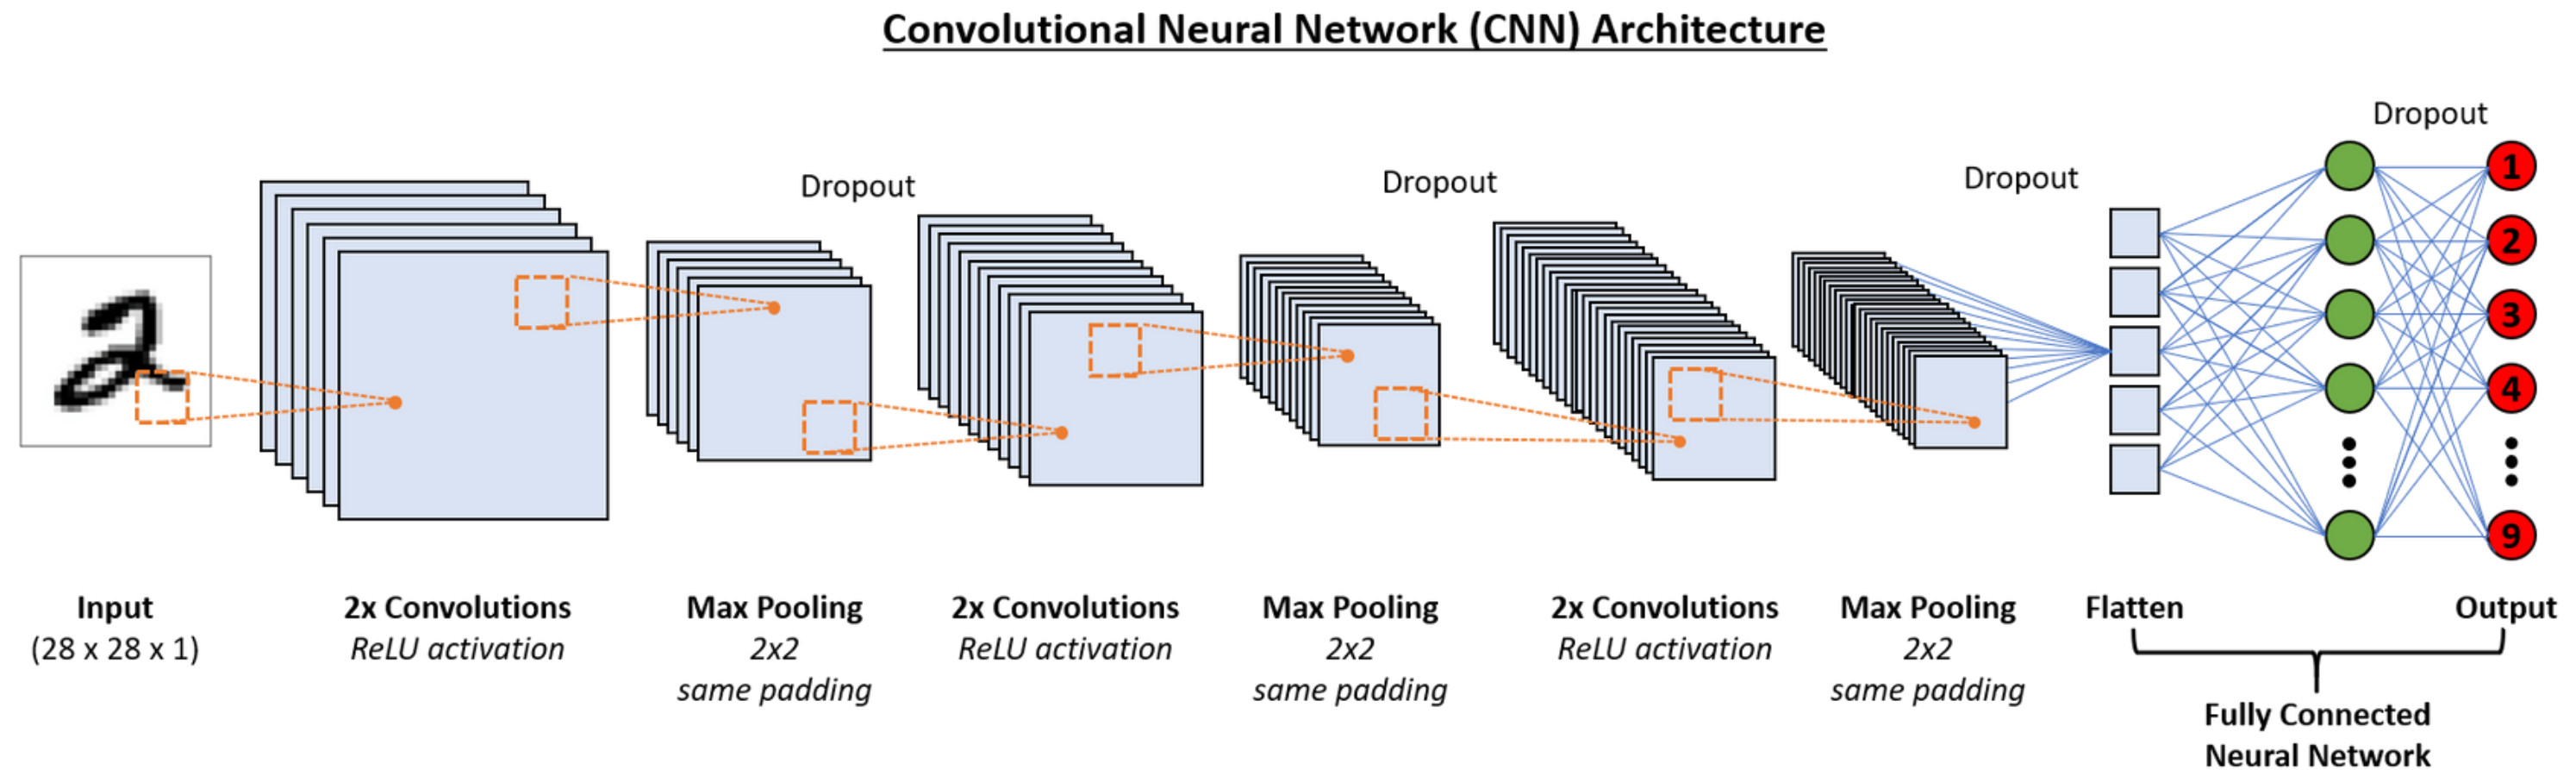 Convolutional Neural Network (CNN) Architecture
Dropout
Dropout
Dropout
Dropout
1
2
3
4
9
Input
(28 x 28 x 1)
2x Convolutions
ReLU activation
Max Pooling
2x2
same padding
2x Convolutions
ReLU activation
Max Pooling
2x2
same padding
2x Convolutions
ReLU activation
Max Pooling
2x2
same padding
Flatten
Output
Fully Connected
Neural Network
2